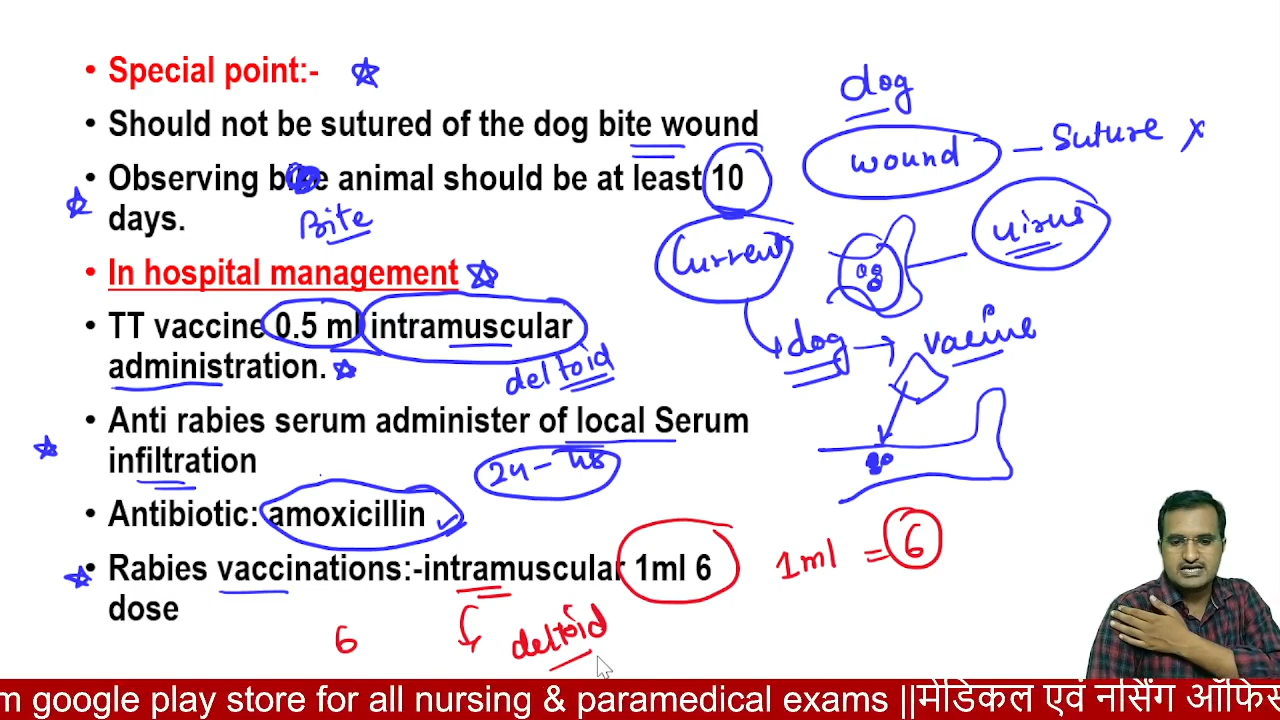 • Special point:-
• Should not be sutured of the dog bite wound
• Observing b e animal should be at least 10
days.
Bite
• In hospital management
• TT vaccine 0.5 ml intramuscular
administration.
deltoid
• Anti rabies serum administer of local Serum
infiltration
24 - 48
• Antibiotic: amoxicillin
• Rabies vaccinations:-intramuscular 1ml 6
dose
6
deltoid
dog
wound - Suture x
virus
Current
dog → vacine
1ml = 6
m google play store for all nursing & paramedical exams ||मेडिकल एवं नर्सिंग ऑफिस